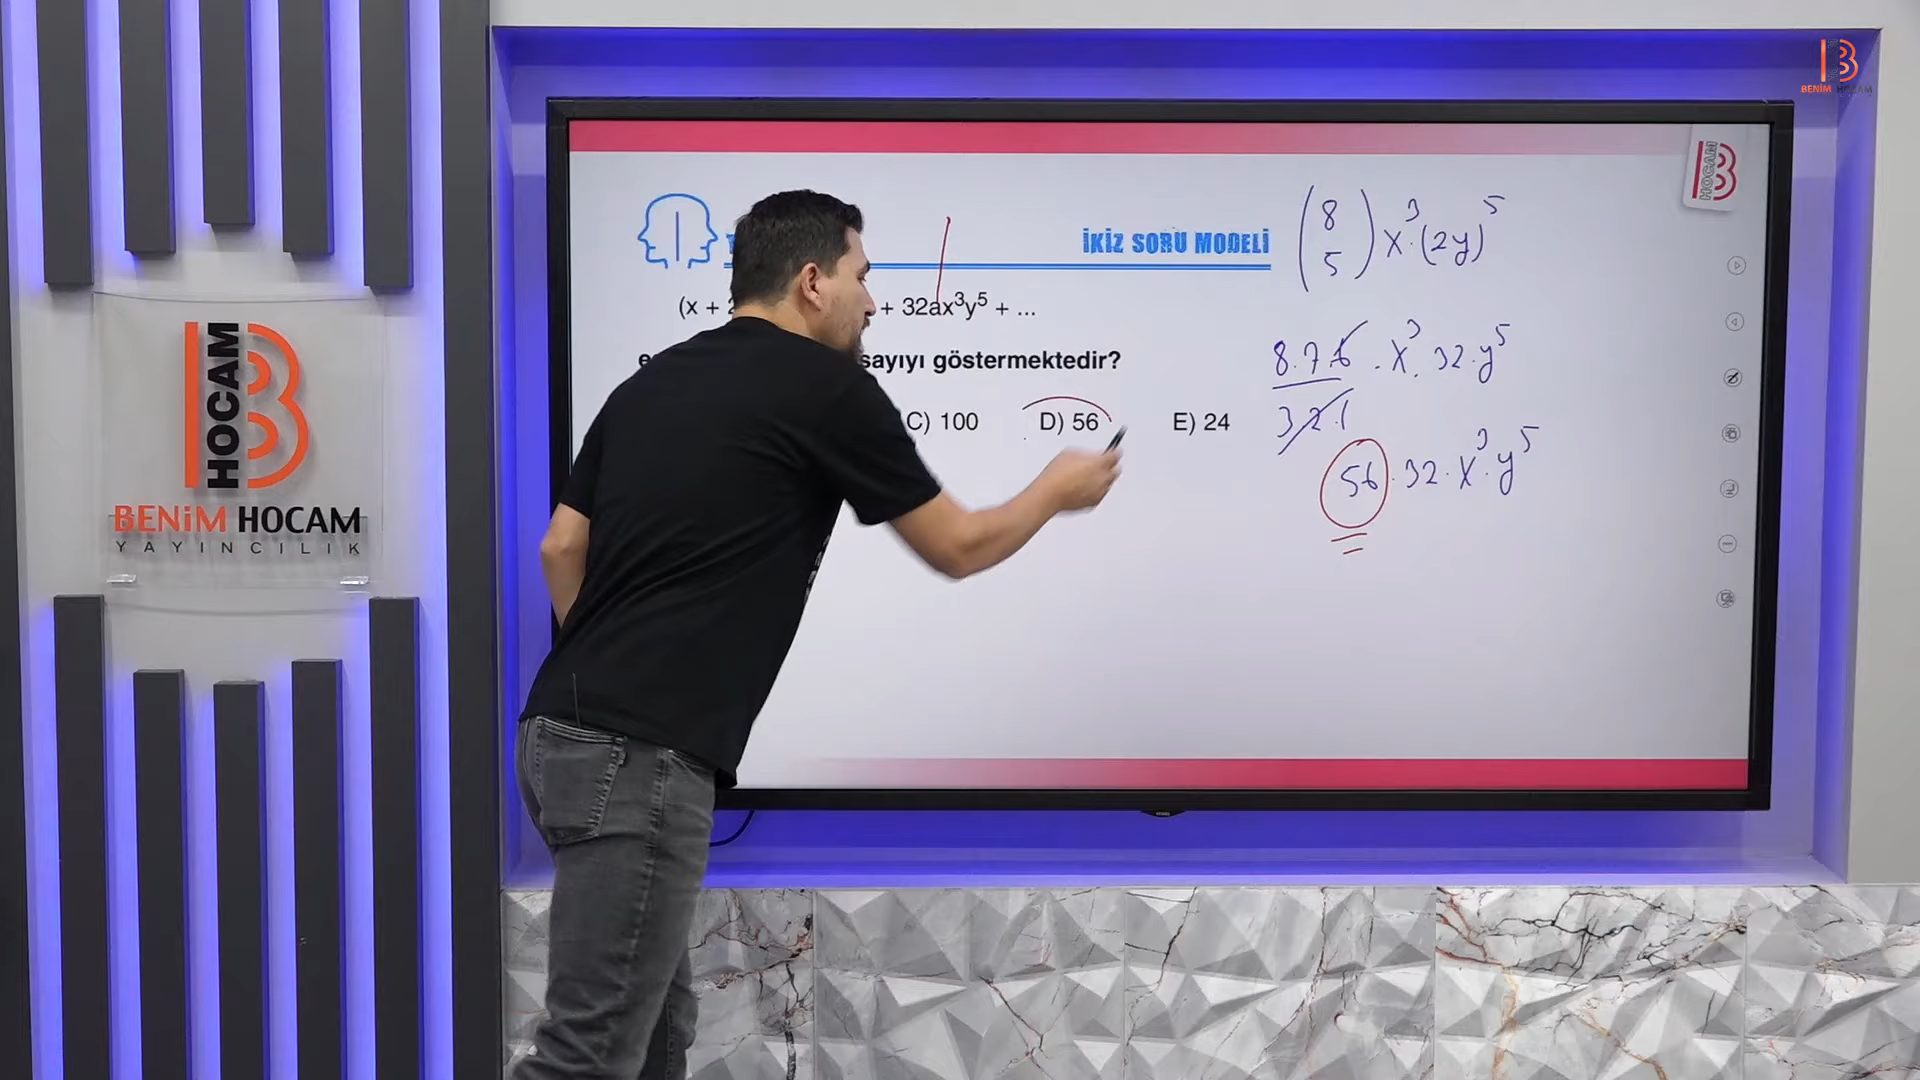 BENİM HOCAM
HOCAM
İKİZ SORU MODELİ
(x + 2 + 32ax³y⁵ + ...
sayıyı göstermektedir?
C) 100 D) 56 E) 24
(8 5) x³.(2y)⁵
8.7.6 . x³. 32.y⁵
3.2.1
56.32.x³.y⁵
HOCAM
BENİM HOCAM
YAYINCILIK